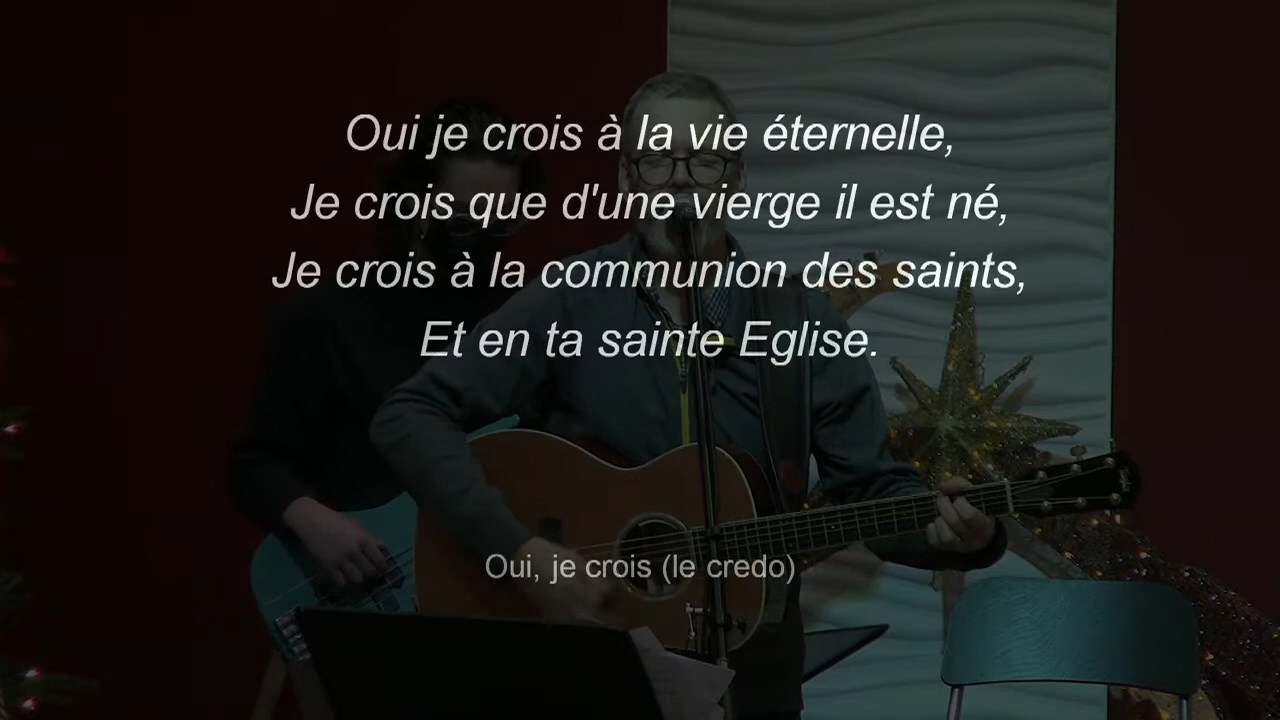 Oui je crois à la vie éternelle,
Je crois que d'une vierge il est né,
Je crois à la communion des saints,
Et en ta sainte Eglise.
Oui, je crois (le credo)